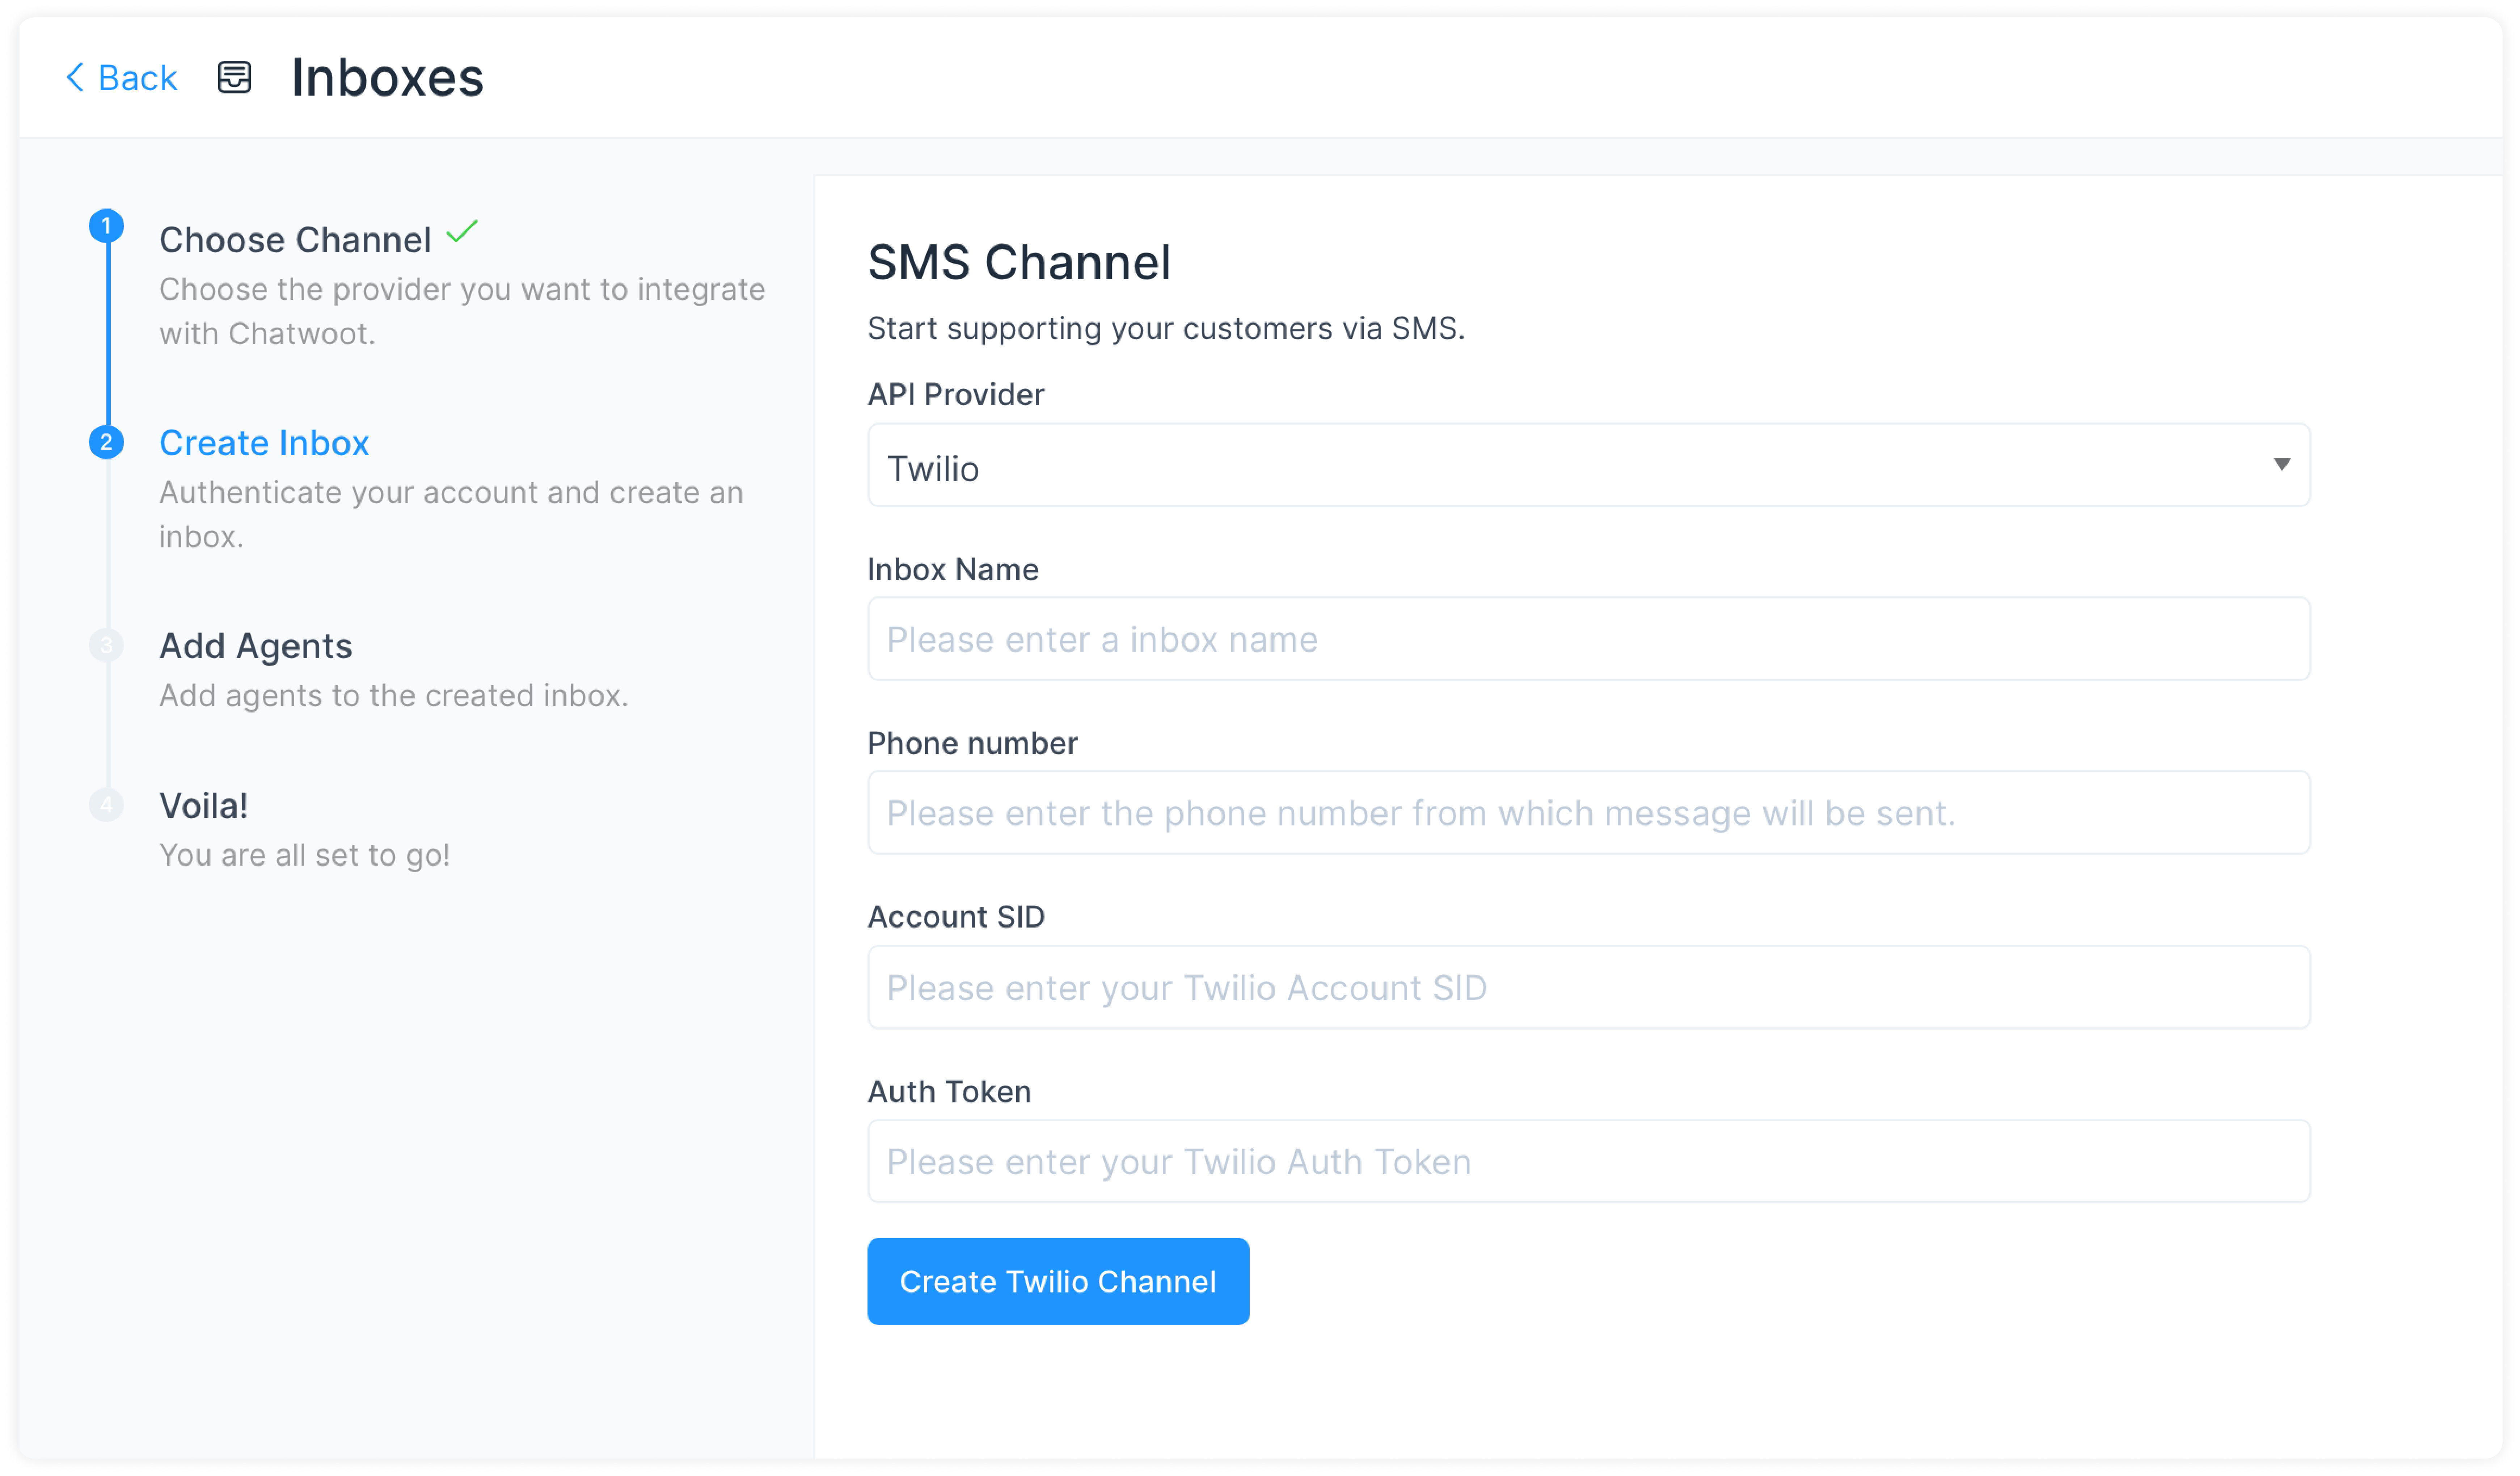 Back
Inboxes
1
Choose Channel
Choose the provider you want to integrate
with Chatwoot.
2
Create Inbox
Authenticate your account and create an
inbox.
3
Add Agents
Add agents to the created inbox.
4
Voila!
You are all set to go!
SMS Channel
Start supporting your customers via SMS.
API Provider
Twilio
Inbox Name
Please enter a inbox name
Phone number
Please enter the phone number from which message will be sent.
Account SID
Please enter your Twilio Account SID
Auth Token
Please enter your Twilio Auth Token
Create Twilio Channel